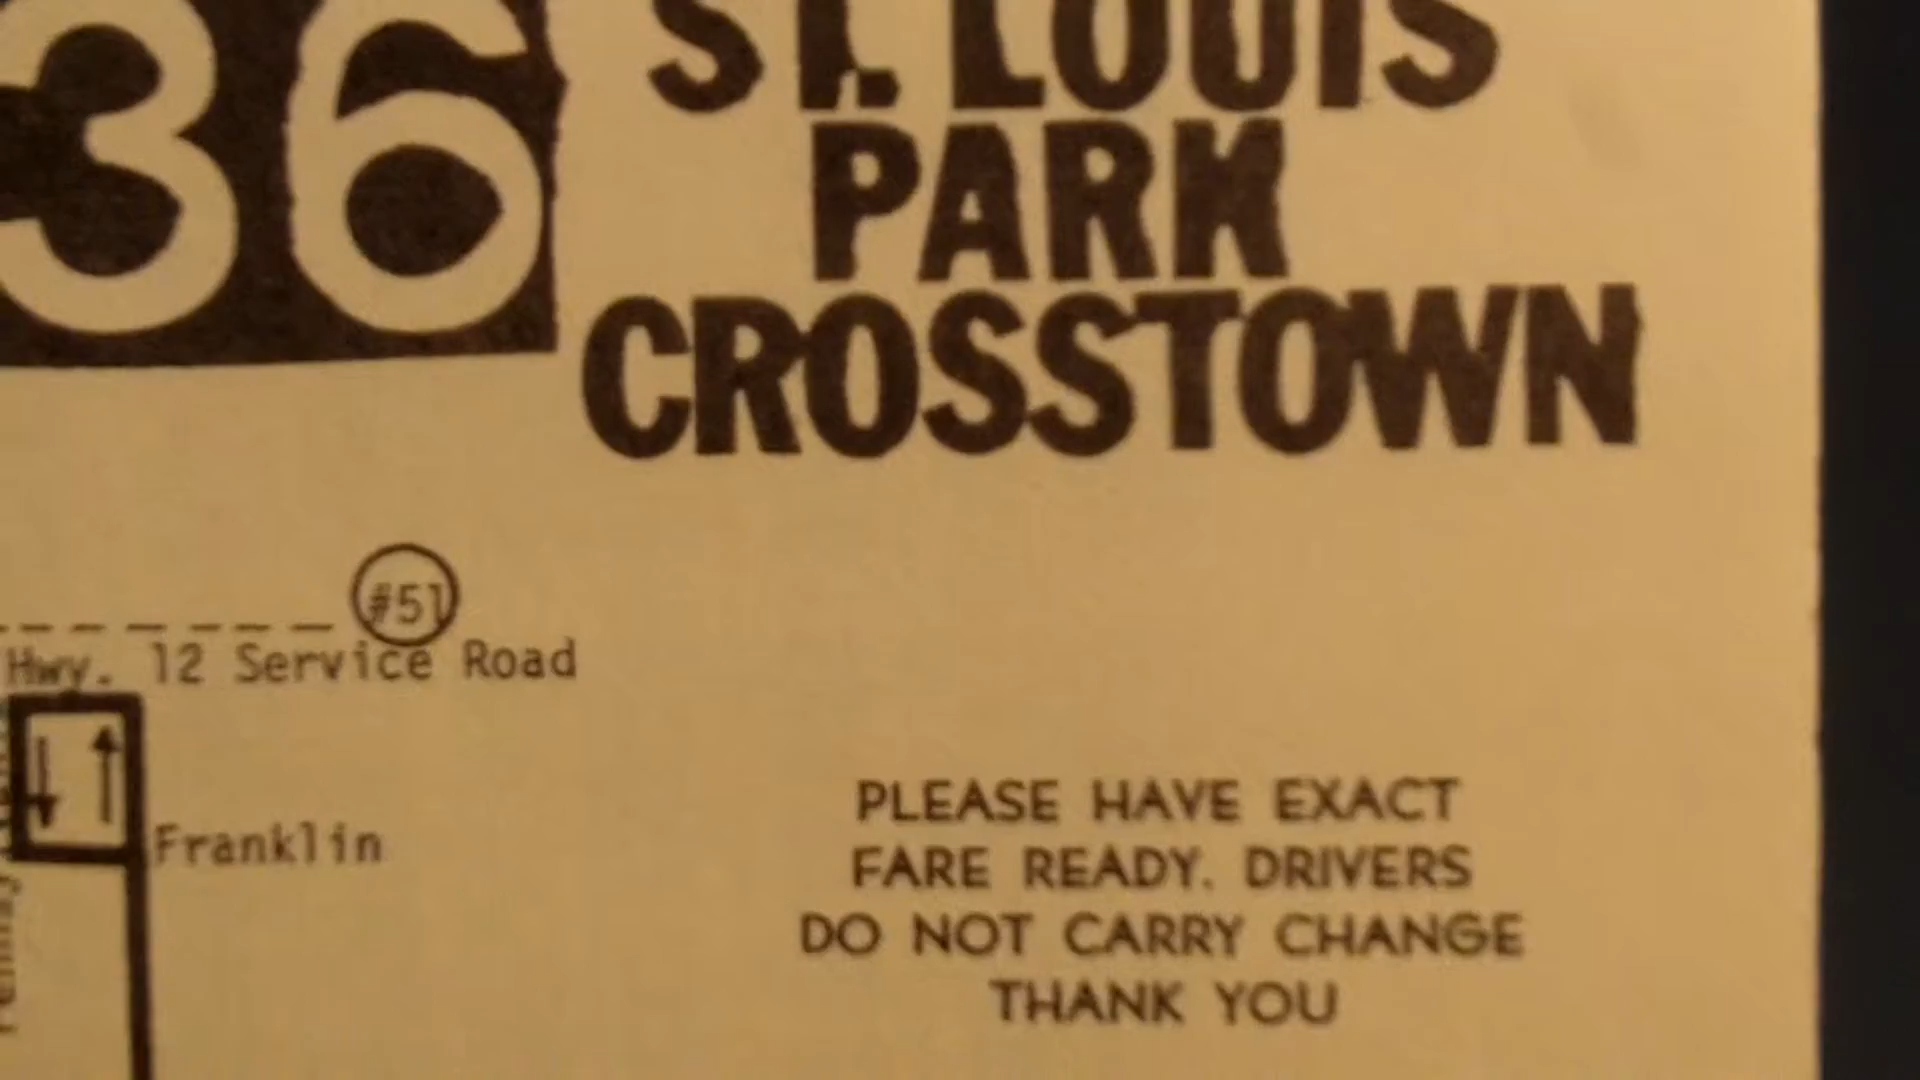 36
ST. LOUIS
PARK
CROSSTOWN
#51
Hwy. 12 Service Road
Franklin
PLEASE HAVE EXACT
FARE READY. DRIVERS
DO NOT CARRY CHANGE
THANK YOU